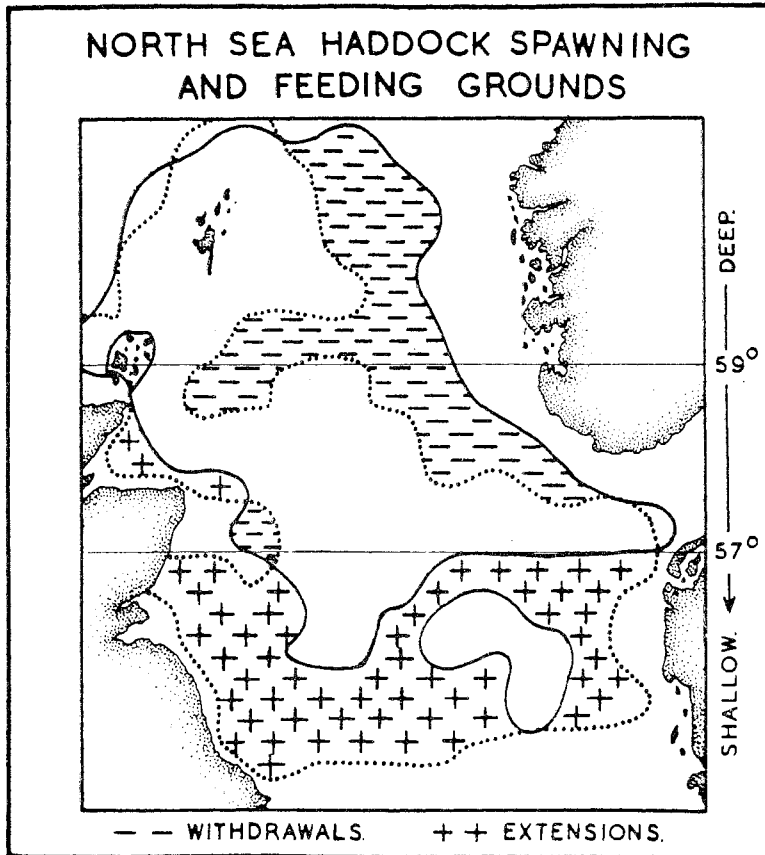 NORTH SEA HADDOCK SPAWNING
AND FEEDING GROUNDS
DEEP.
59°
57°
SHALLOW.
— — WITHDRAWALS. + + EXTENSIONS.